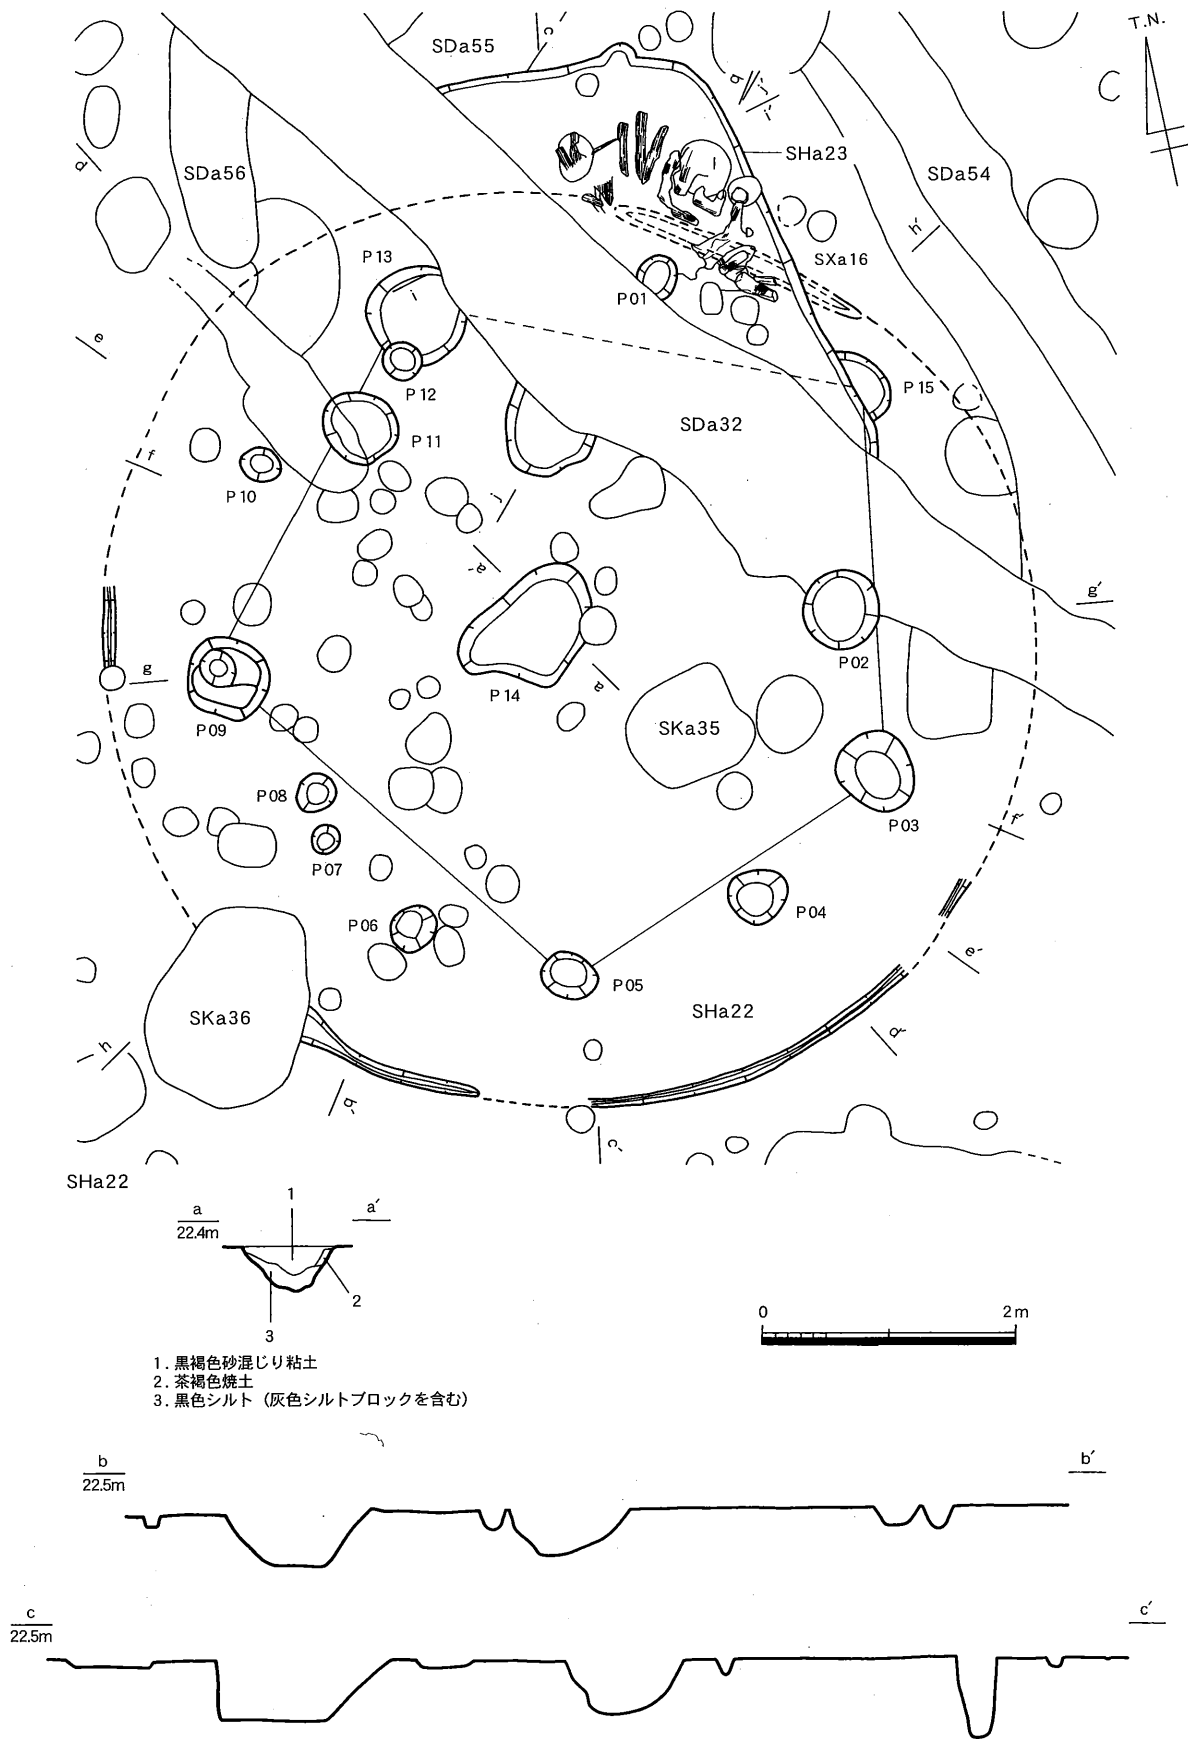 T.N.
SDa55
c
b
j'
SDa56
d
SHa23
SDa54
h'
SXa16
P13
P01
e
P12
P15
P11
SDa32
f
P10
j
a'
g'
P02
g
P14
a
SKa35
P09
P08
P03
f'
P07
P04
P06
P05
e'
SHa22
SKa36
d'
h
b'
c'
SHa22
1
a
a'
22.4m
2
3
0
2m
1. 黒褐色砂混じり粘土
2. 茶褐色焼土
3. 黒色シルト (灰色シルトブロックを含む)
b
b'
22.5m
c
c'
22.5m